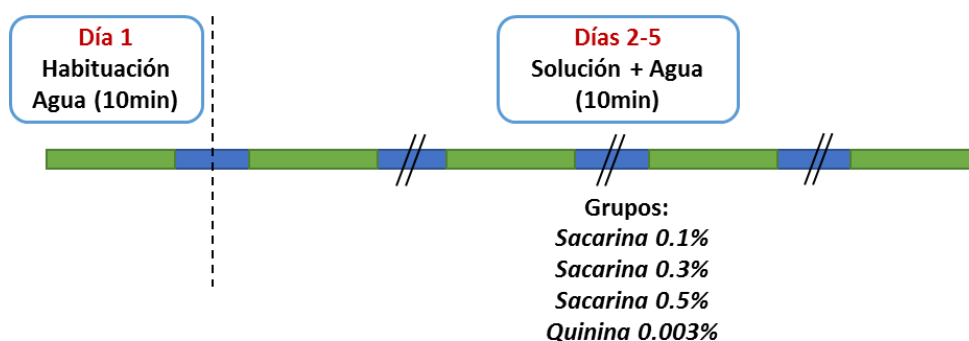 Día 1
Habituación
Agua (10min)
Días 2-5
Solución + Agua
(10min)
Grupos:
Sacarina 0.1%
Sacarina 0.3%
Sacarina 0.5%
Quinina 0.003%